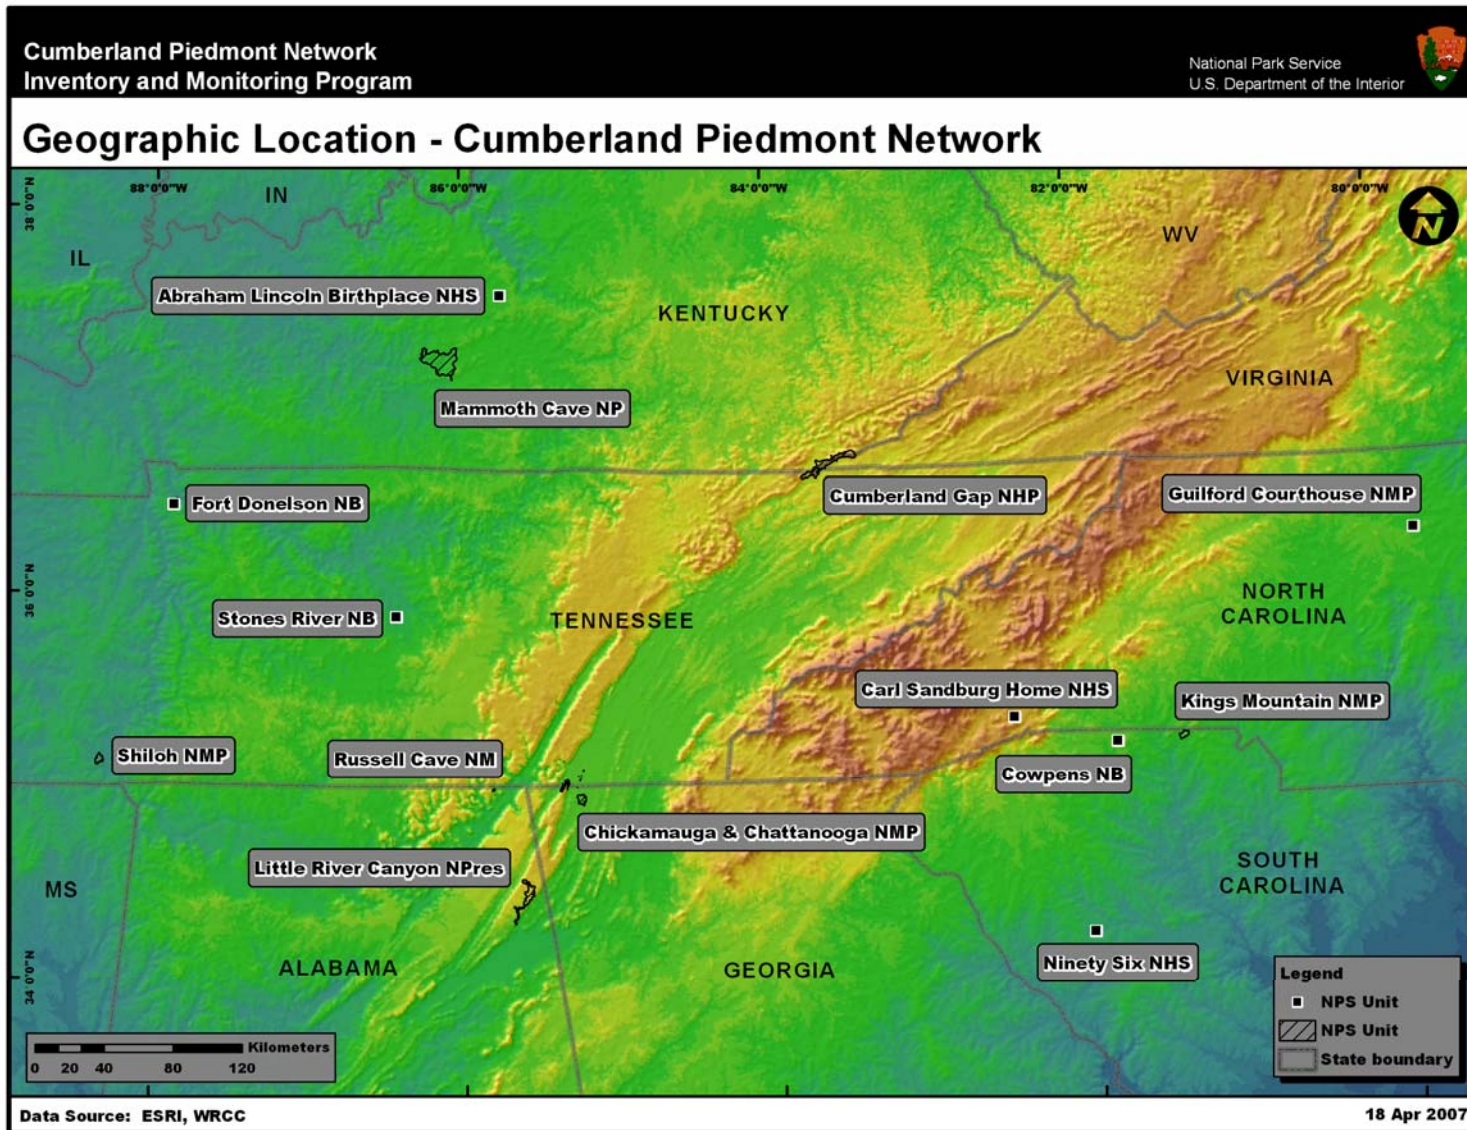 Cumberland Piedmont Network
Inventory and Monitoring Program
National Park Service
U.S. Department of the Interior
Geographic Location - Cumberland Piedmont Network
88°0'0"W
86°0'0"W
84°0'0"W
82°0'0"W
80°0'0"W
38°0'0"N
IN
WV
N
IL
Abraham Lincoln Birthplace NHS
KENTUCKY
VIRGINIA
Mammoth Cave NP
Fort Donelson NB
Cumberland Gap NHP
Guilford Courthouse NMP
36°0'0"N
Stones River NB
TENNESSEE
NORTH
CAROLINA
Carl Sandburg Home NHS
Kings Mountain NMP
Shiloh NMP
Russell Cave NM
Cowpens NB
Chickamauga & Chattanooga NMP
Little River Canyon NPres
MS
SOUTH
CAROLINA
34°0'0"N
ALABAMA
GEORGIA
Ninety Six NHS
Legend
NPS Unit
NPS Unit
State boundary
Kilometers
0 20 40 80 120
Data Source: ESRI, WRCC
18 Apr 2007